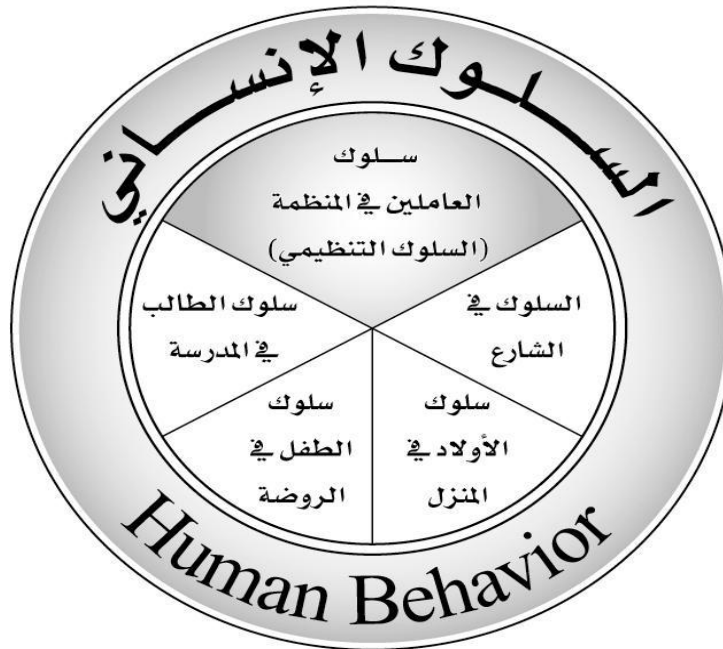 السلوك الإنساني
سلوك
العاملين في المنظمة
(السلوك التنظيمي)
السلوك في
الشارع
سلوك الطالب
في المدرسة
سلوك
الأولاد في
المنزل
سلوك
الطفل في
الروضة
Human Behavior